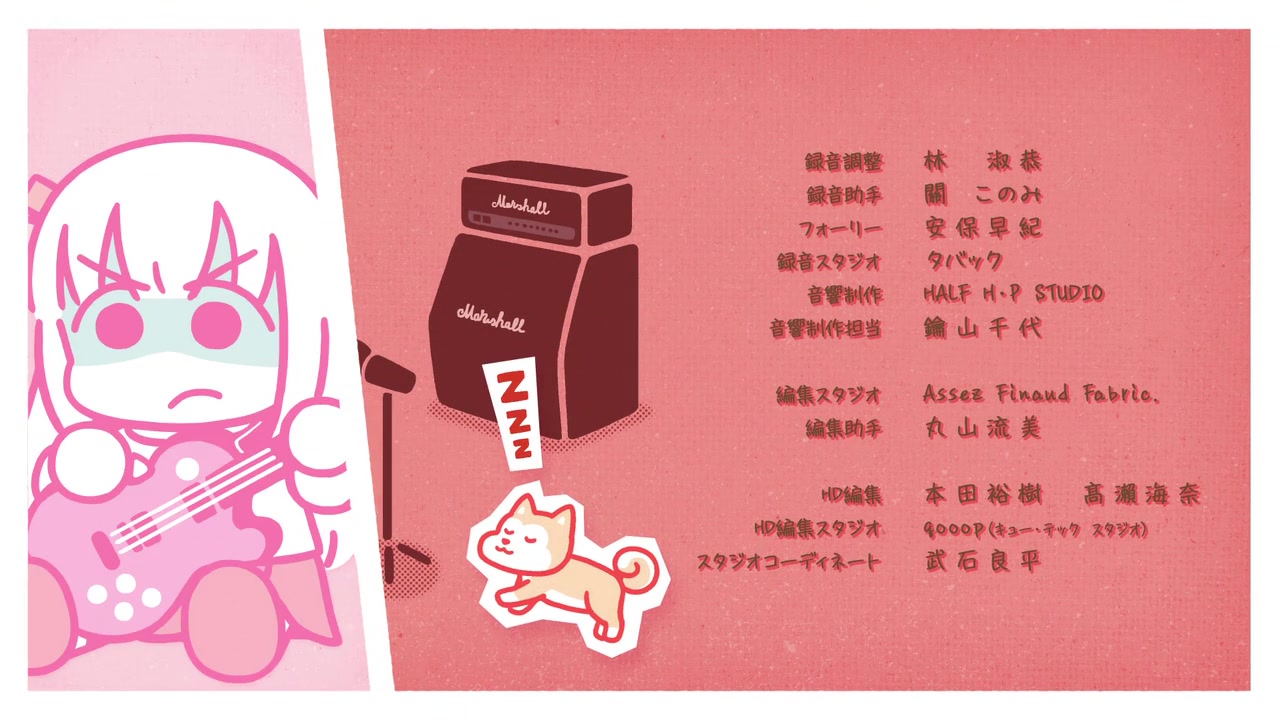 Marshall
Marshall
NNNN
録音調整 林 淑恭
録音助手 關 このみ
フォーリー 安保早紀
録音スタジオ タバック
音響制作 HALF H・P STUDIO
音響制作担当 鑰山千代
編集スタジオ Assez Finaud Fabric.
編集助手 丸山流美
HD編集 本田裕樹 髙瀨海奈
HD編集スタジオ qooop(キュー・テック スタジオ)
スタジオコーディネート 武石良平